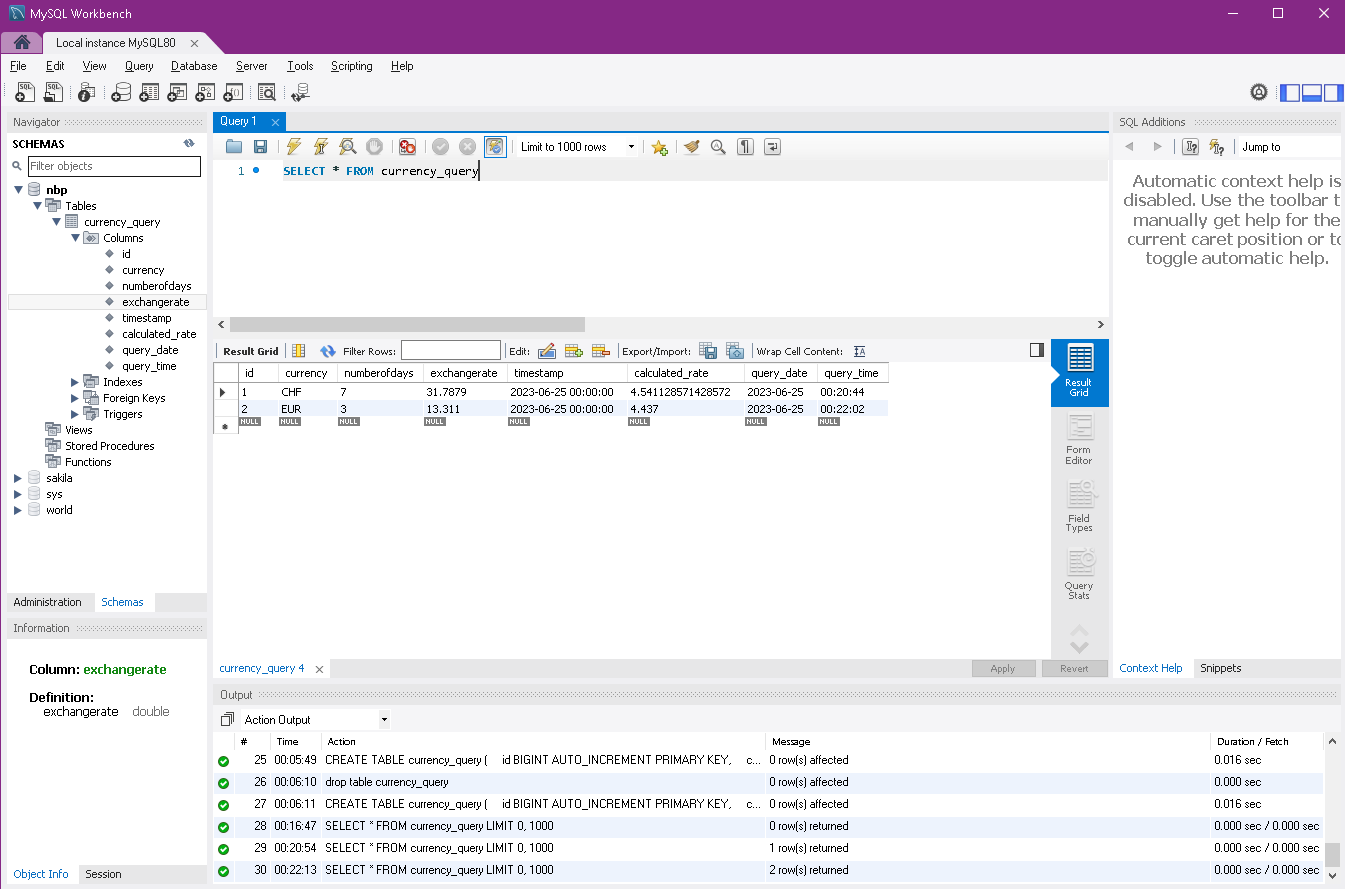 MySQL Workbench
Local instance MySQL80
File Edit View Query Database Server Tools Scripting Help
Navigator
SCHEMAS
Filter objects
nbp
Tables
currency_query
Columns
id
currency
numberofdays
exchangerate
timestamp
calculated_rate
query_date
query_time
Indexes
Foreign Keys
Triggers
Views
Stored Procedures
Functions
sakila
sys
world
Administration Schemas
Information
Column: exchangerate
Definition:
exchangerate double
Object Info Session
Query 1
Limit to 1000 rows
1 SELECT * FROM currency_query
Result Grid Filter Rows: Edit: Export/Import: Wrap Cell Content:
id currency numberofdays exchangerate timestamp calculated_rate query_date query_time
1 CHF 7 31.7879 2023-06-25 00:00:00 4.541128571428572 2023-06-25 00:20:44
2 EUR 3 13.311 2023-06-25 00:00:00 4.437 2023-06-25 00:22:02
NULL NULL NULL NULL NULL NULL NULL NULL
Result
Grid
Form
Editor
Field
Types
Query
Stats
currency_query 4 Apply Revert
SQL Additions
Jump to
Automatic context help is
disabled. Use the toolbar t
manually get help for the
current caret position or to
toggle automatic help.
Context Help Snippets
Output
Action Output
# Time Action Message Duration / Fetch
25 00:05:49 CREATE TABLE currency_query ( id BIGINT AUTO_INCREMENT PRIMARY KEY, c... 0 row(s) affected 0.016 sec
26 00:06:10 drop table currency_query 0 row(s) affected 0.000 sec
27 00:06:11 CREATE TABLE currency_query ( id BIGINT AUTO_INCREMENT PRIMARY KEY, c... 0 row(s) affected 0.016 sec
28 00:16:47 SELECT * FROM currency_query LIMIT 0, 1000 0 row(s) returned 0.000 sec / 0.000 sec
29 00:20:54 SELECT * FROM currency_query LIMIT 0, 1000 1 row(s) returned 0.000 sec / 0.000 sec
30 00:22:13 SELECT * FROM currency_query LIMIT 0, 1000 2 row(s) returned 0.000 sec / 0.000 sec